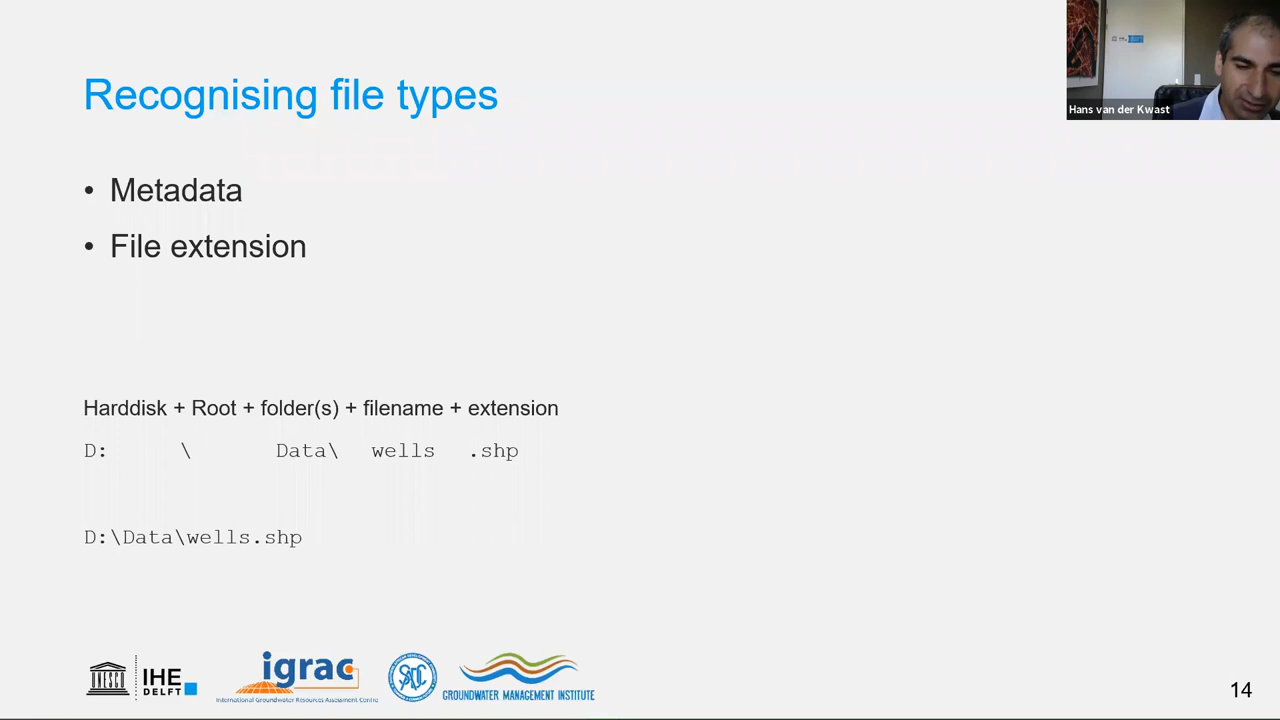 Recognising file types
Hans van der Kwast
• Metadata
• File extension
Harddisk + Root + folder(s) + filename + extension
D: \ Data\ wells .shp
D:\Data\wells.shp
UNESCO
IHE
DELFT
igrac
International Groundwater Resources Assessment Centre
GROUNDWATER MANAGEMENT INSTITUTE
14